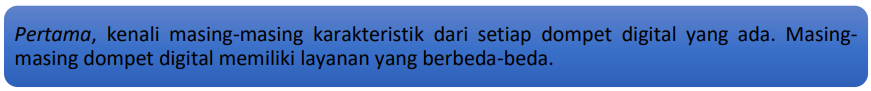 Pertama, kenali masing-masing karakteristik dari setiap dompet digital yang ada. Masing-
masing dompet digital memiliki layanan yang berbeda-beda.